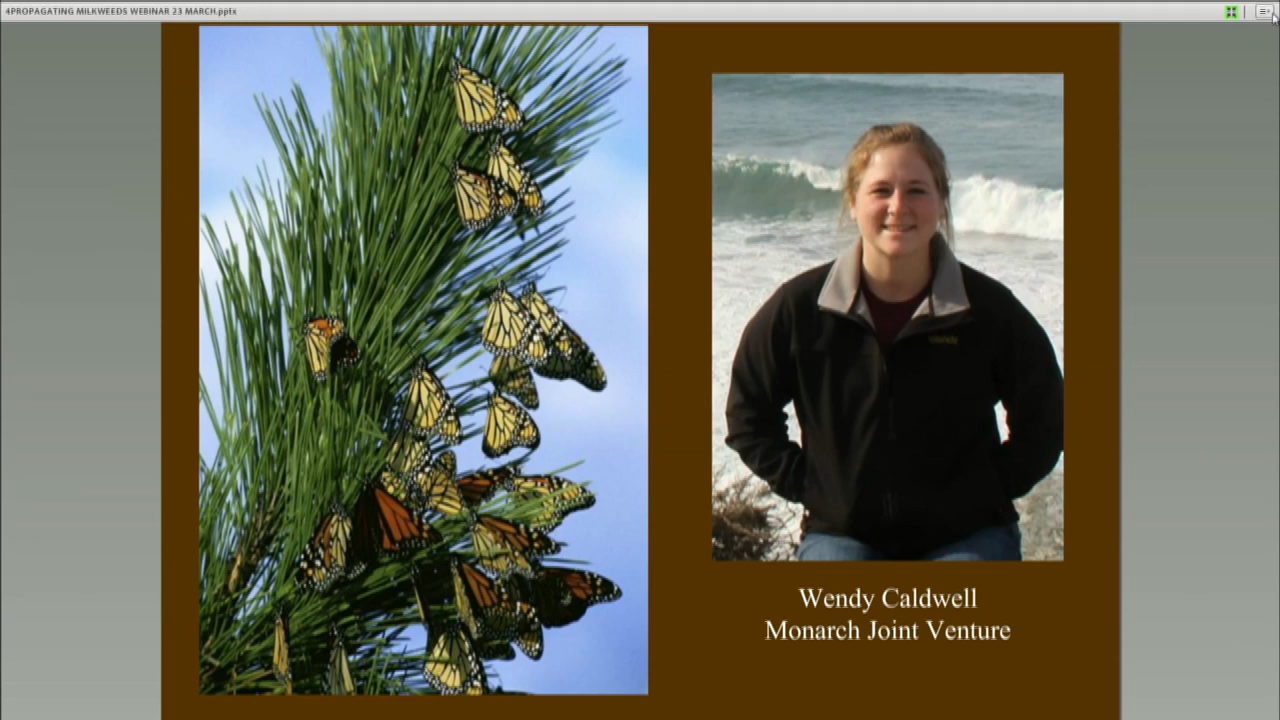 4PROPAGATING MILKWEEDS WEBINAR 23 MARCH.pptx
Wendy Caldwell
Monarch Joint Venture